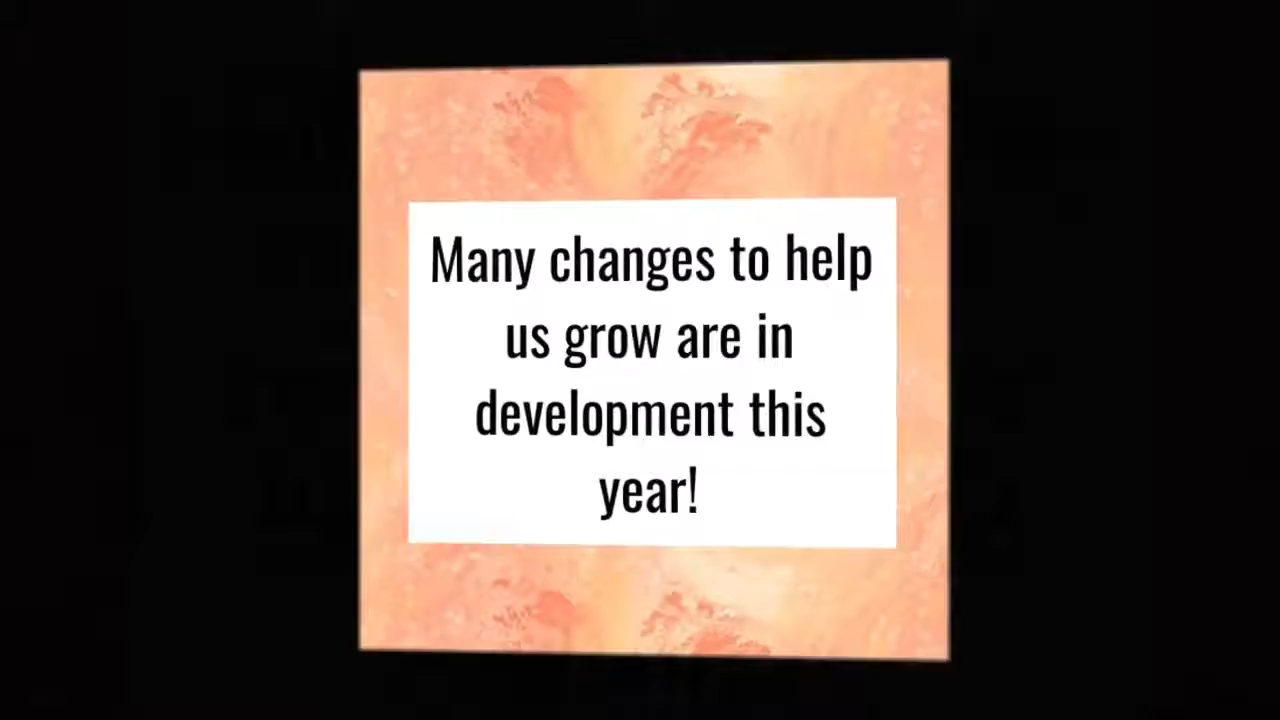 Many changes to help
us grow are in
development this
year!